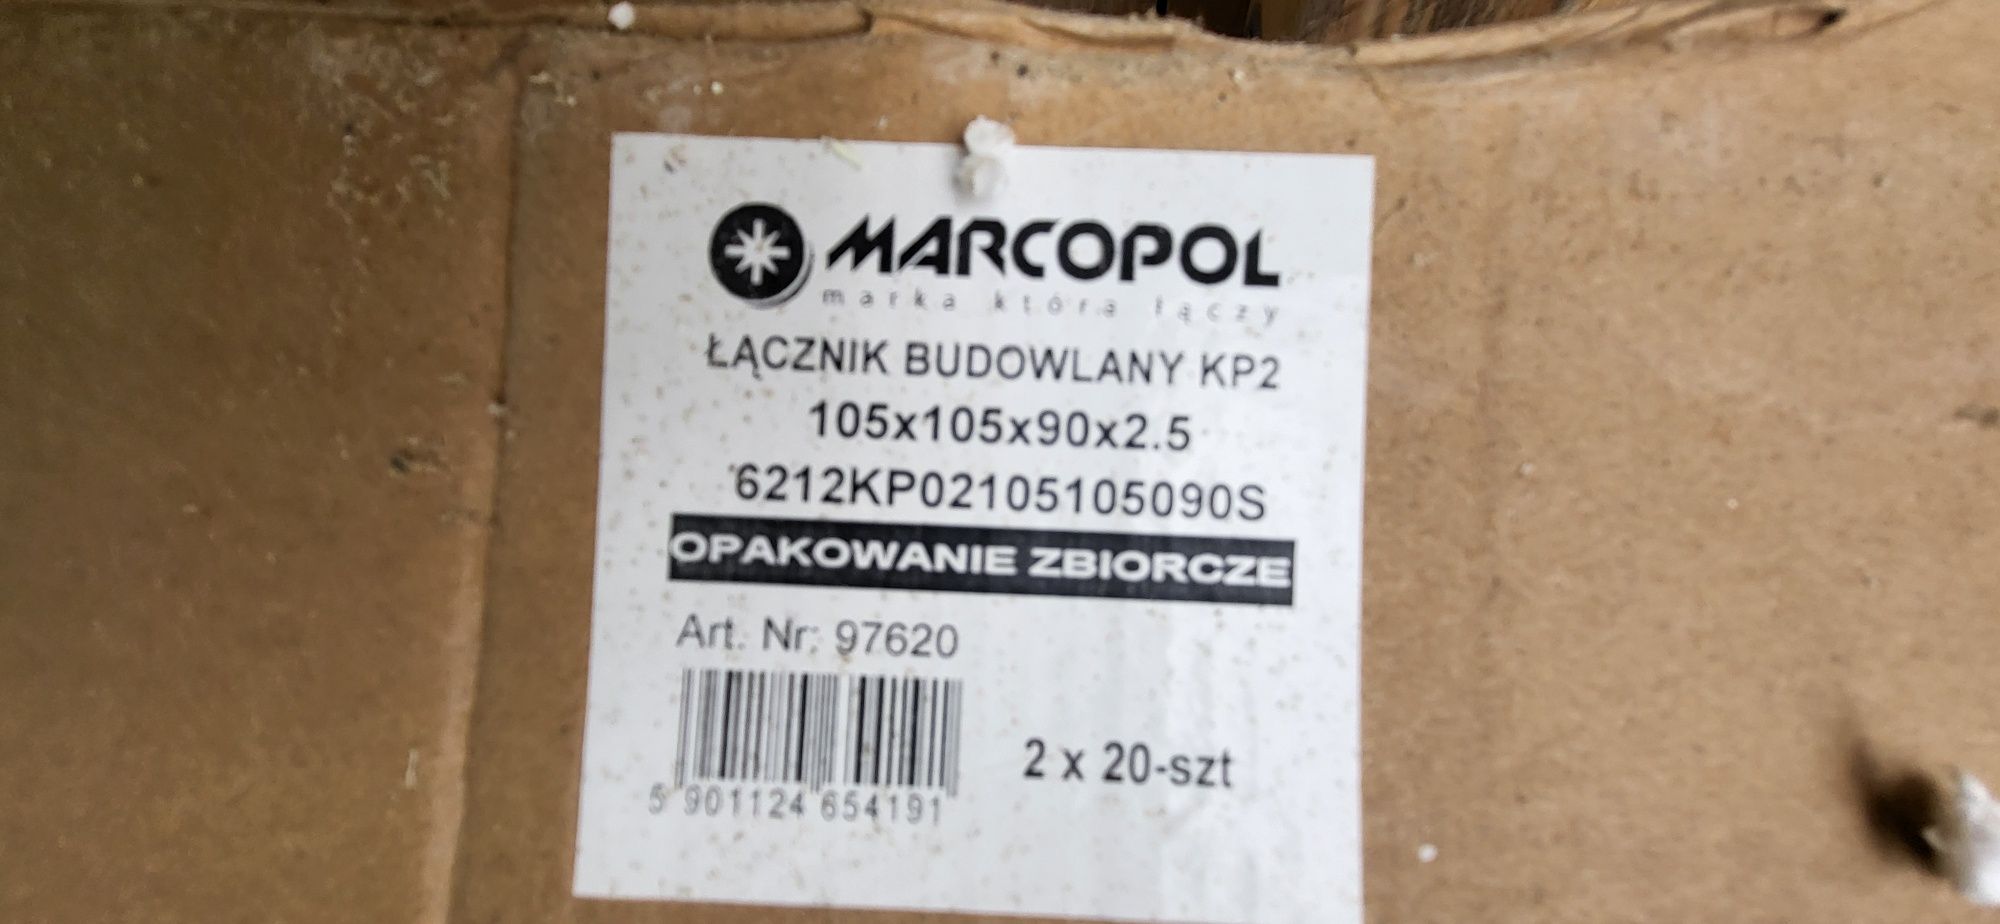 MARCOPOL
marka która łączy
ŁĄCZNIK BUDOWLANY KP2
105x105x90x2.5
6212KP02105105090S
OPAKOWANIE ZBIORCZE
Art. Nr: 97620
2 x 20-szt
5 901124 654191